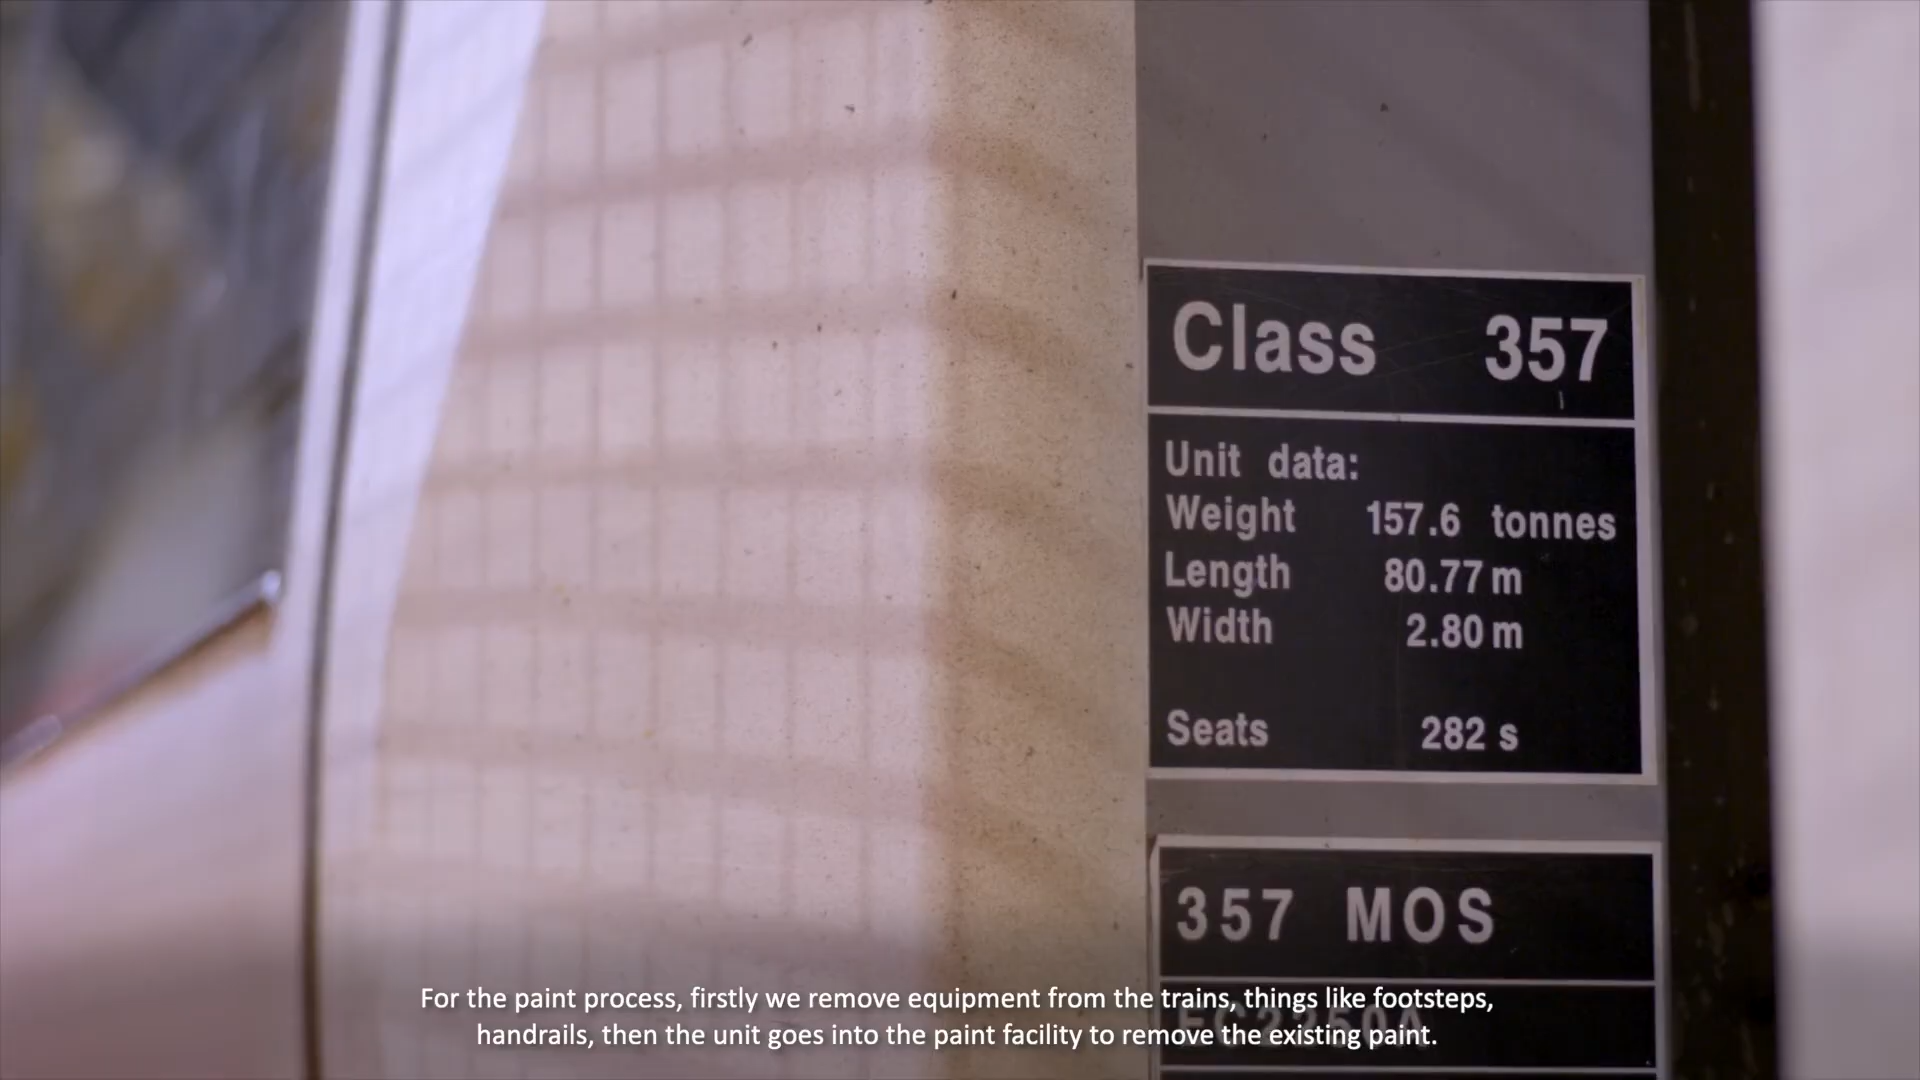 Class 357
Unit data:
Weight 157.6 tonnes
Length 80.77 m
Width 2.80 m
Seats 282 s
357 MOS
For the paint process, firstly we remove equipment from the trains, things like footsteps,
handrails, then the unit goes into the paint facility to remove the existing paint.